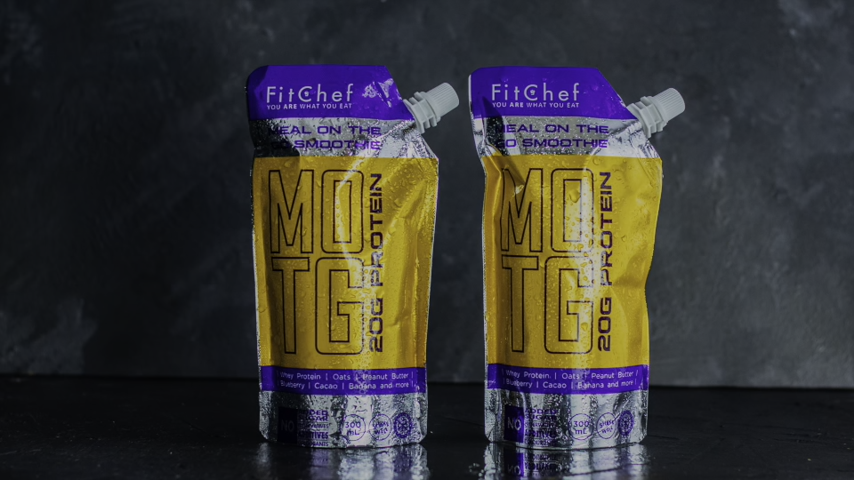 FitChef
YOU ARE WHAT YOU EAT
MEAL ON THE
GO SMOOTHIE
MO
TG
20G PROTEIN
Whey Protein | Oats | Peanut Butter /
Blueberry | Cacao | Banana and more
NO
300
mL
FitChef
YOU ARE WHAT YOU EAT
MEAL ON THE
GO SMOOTHIE
MO
TG
20G PROTEIN
Whey Protein | Oats | Peanut Butter /
Blueberry | Cacao | Banana and more
NO
300
mL